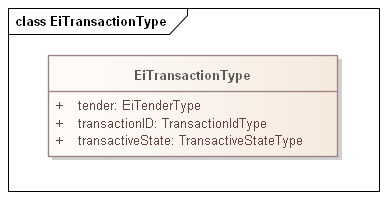 class EiTransactionType
EiTransactionType
+ tender: EiTenderType
+ transactionID: TransactionIdType
+ transactiveState: TransactiveStateType